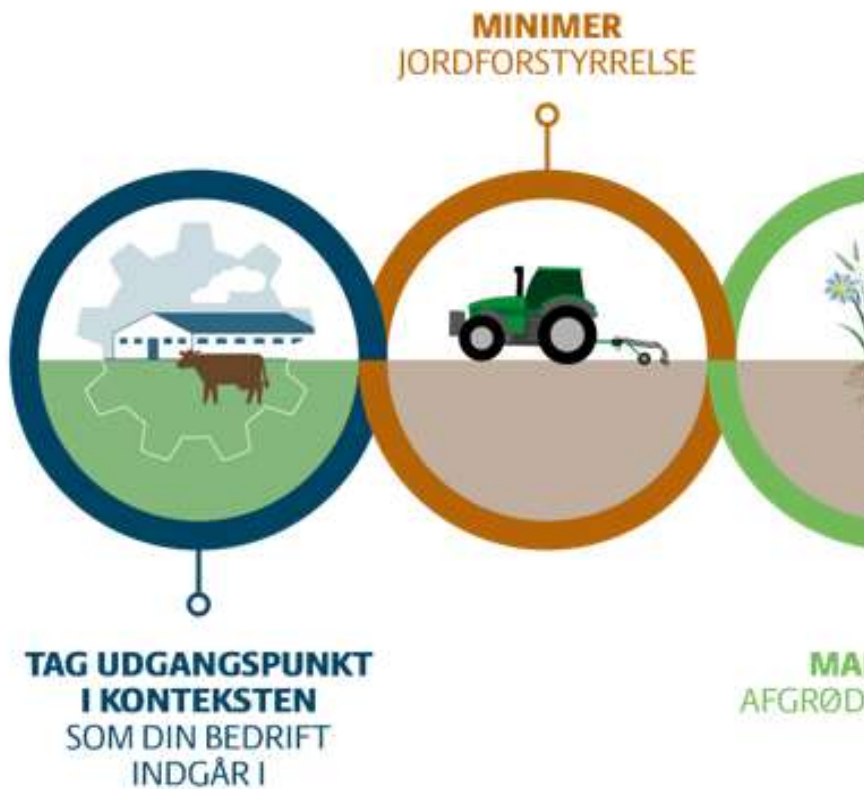 MINIMER
JORDFORSTYRRELSE
TAG UDGANGSPUNKT
I KONTEKSTEN
SOM DIN BEDRIFT
INDGÅR I